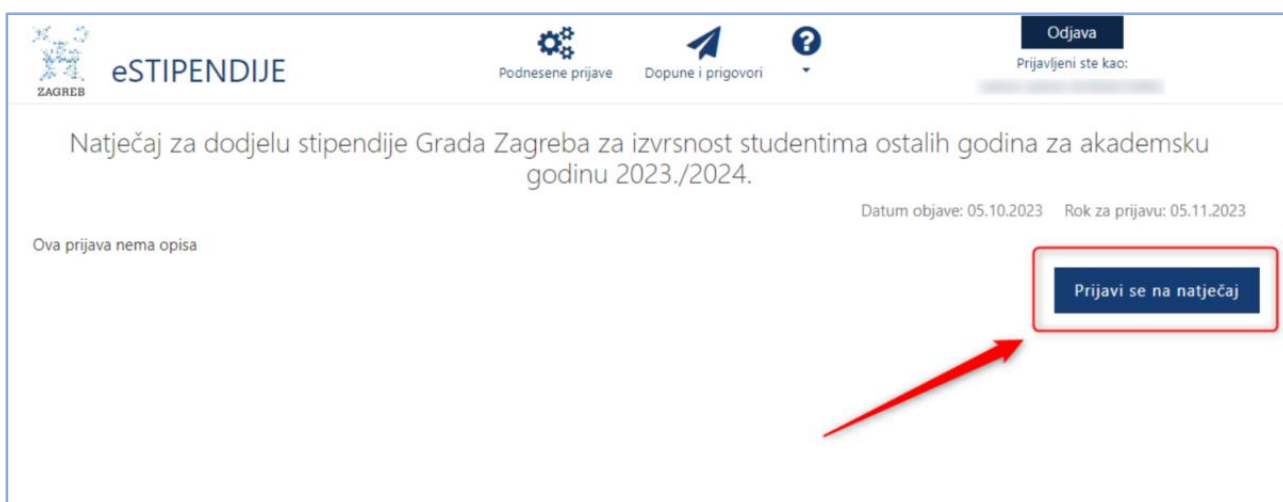 ZAGREB
eSTIPENDIJE
Podnesene prijave
Dopune i prigovori
?
Odjava
Prijavljeni ste kao:
Natječaj za dodjelu stipendije Grada Zagreba za izvrsnost studentima ostalih godina za akademsku
godinu 2023./2024.
Datum objave: 05.10.2023 Rok za prijavu: 05.11.2023
Ova prijava nema opisa
Prijavi se na natječaj